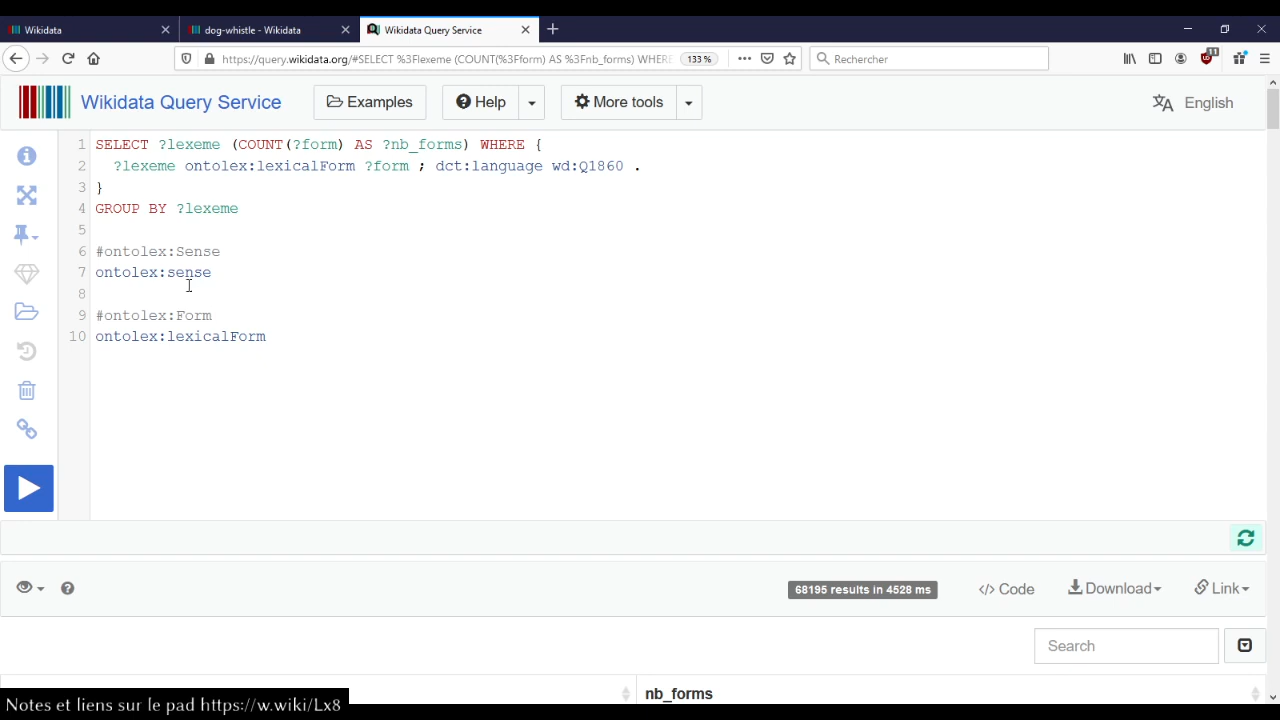 Wikidata
dog-whistle - Wikidata
Wikidata Query Service
https://query.wikidata.org/#SELECT %3Flexeme (COUNT(%3Fform) AS %3Fnb_forms) WHERE
133 %
Rechercher
11
Wikidata Query Service
Examples
Help
More tools
English
1 SELECT ?lexeme (COUNT(?form) AS ?nb_forms) WHERE {
2 ?lexeme ontolex:lexicalForm ?form ; dct:language wd:Q1860 .
3 }
4 GROUP BY ?lexeme
5
6 #ontolex:Sense
7 ontolex:sense
8
9 #ontolex:Form
10 ontolex:lexicalForm
68195 results in 4528 ms
</> Code
Download
Link
Search
nb_forms
Notes et liens sur le pad https://w.wiki/Lx8